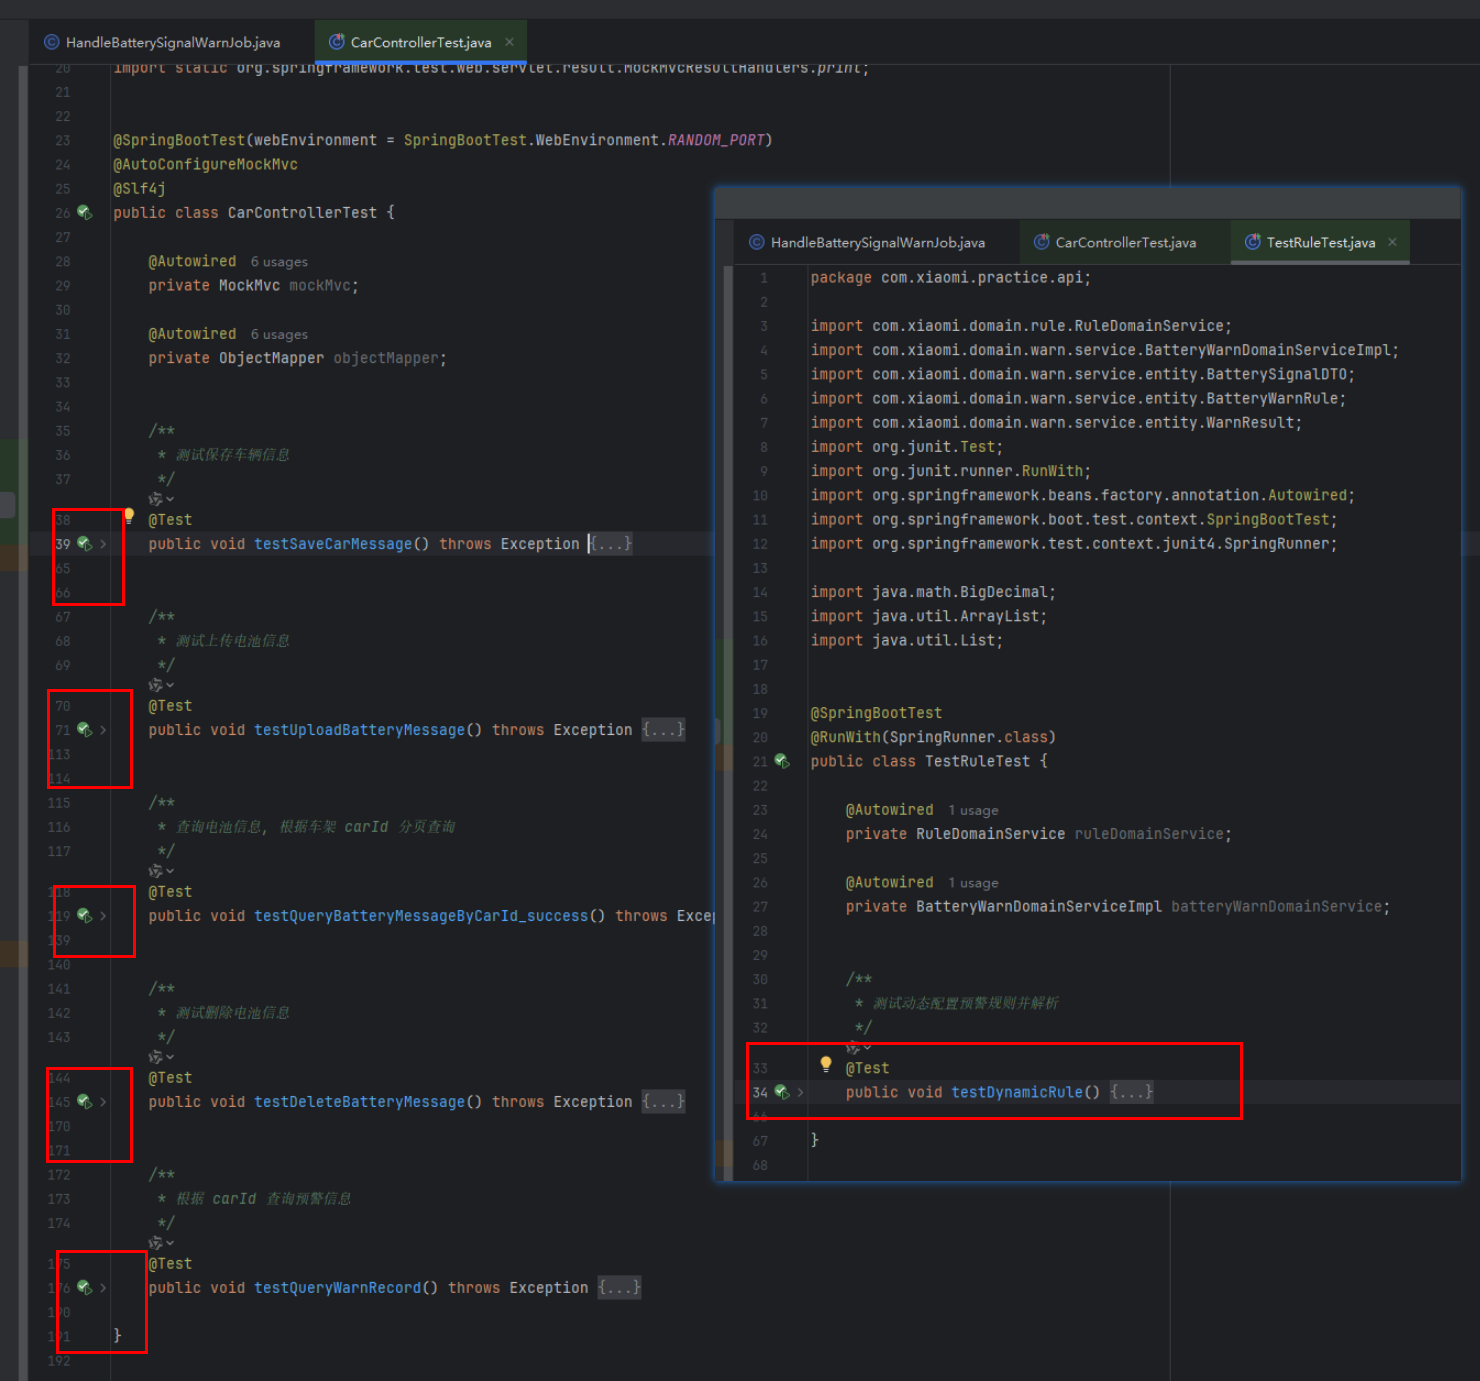 HandleBatterySignalWarnJob.java
CarControllerTest.java
20 import static org.springframework.test.web.servlet.result.MockMvcResultHandlers.print;
21
22
23 @SpringBootTest(webEnvironment = SpringBootTest.WebEnvironment.RANDOM_PORT)
24 @AutoConfigureMockMvc
25 @Slf4j
26 public class CarControllerTest {
27
28 @Autowired 6 usages
29 private MockMvc mockMvc;
30
31 @Autowired 6 usages
32 private ObjectMapper objectMapper;
33
34
35 /**
36 * 测试保存车辆信息
37 */
38 @Test
39 public void testSaveCarMessage() throws Exception {...}
65
66
67 /**
68 * 测试上传电池信息
69 */
70 @Test
71 public void testUploadBatteryMessage() throws Exception {...}
113
114
115 /**
116 * 查询电池信息, 根据车架 carId 分页查询
117 */
118 @Test
119 public void testQueryBatteryMessageByCarId_success() throws Excep
139
140
141 /**
142 * 测试删除电池信息
143 */
144 @Test
145 public void testDeleteBatteryMessage() throws Exception {...}
170
171
172 /**
173 * 根据 carId 查询预警信息
174 */
175 @Test
176 public void testQueryWarnRecord() throws Exception {...}
190
191 }
192
HandleBatterySignalWarnJob.java
CarControllerTest.java
TestRuleTest.java
1 package com.xiaomi.practice.api;
2
3 import com.xiaomi.domain.rule.RuleDomainService;
4 import com.xiaomi.domain.warn.service.BatteryWarnDomainServiceImpl;
5 import com.xiaomi.domain.warn.service.entity.BatterySignalDTO;
6 import com.xiaomi.domain.warn.service.entity.BatteryWarnRule;
7 import com.xiaomi.domain.warn.service.entity.WarnResult;
8 import org.junit.Test;
9 import org.junit.runner.RunWith;
10 import org.springframework.beans.factory.annotation.Autowired;
11 import org.springframework.boot.test.context.SpringBootTest;
12 import org.springframework.test.context.junit4.SpringRunner;
13
14 import java.math.BigDecimal;
15 import java.util.ArrayList;
16 import java.util.List;
17
18
19 @SpringBootTest
20 @RunWith(SpringRunner.class)
21 public class TestRuleTest {
22
23 @Autowired 1 usage
24 private RuleDomainService ruleDomainService;
25
26 @Autowired 1 usage
27 private BatteryWarnDomainServiceImpl batteryWarnDomainService;
28
29
30 /**
31 * 测试动态配置预警规则并解析
32 */
33 @Test
34 public void testDynamicRule() {...}
66
67 }
68